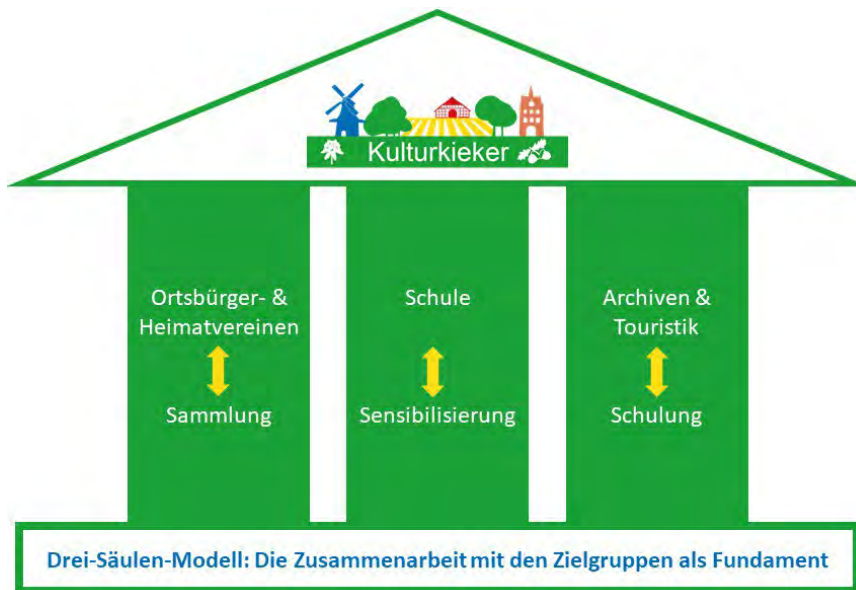 Kulturkieker
Ortsbürger- &
Heimatvereinen
Sammlung
Schule
Sensibilisierung
Archiven &
Touristik
Schulung
Drei-Säulen-Modell: Die Zusammenarbeit mit den Zielgruppen als Fundament